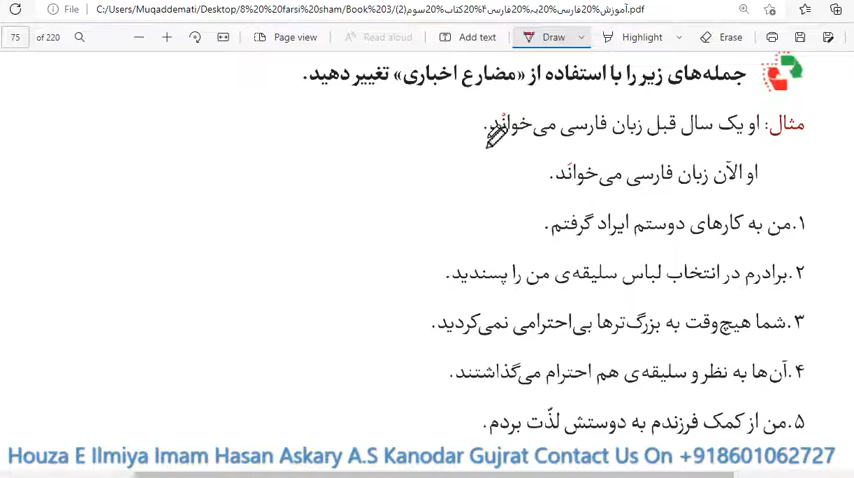 File
C:/Users/Muqaddemati/Desktop/8%20%20farsi%20sham/Book%203/(2)آموزش%20فارسی%20به%20فارسی%20۴کتاب%20سوم.pdf
75 of 220
Page view
Read aloud
Add text
Draw
Highlight
Erase
جمله‌های زیر را با استفاده از «مضارع اخباری» تغییر دهید.
مثال: او یک سال قبل زبان فارسی می‌خوانْد.
او الآن زبان فارسی می‌خوانَد.
۱.من به کارهای دوستم ایراد گرفتم.
۲.برادرم در انتخاب لباس سلیقه‌ی من را پسندید.
۳.شما هیچ‌وقت به بزرگ‌ترها بی‌احترامی نمی‌کردید.
۴.آن‌ها به نظر و سلیقه‌ی هم احترام می‌گذاشتند.
۵.من از کمک فرزندم به دوستش لذّت بردم.
Houza E Ilmiya Imam Hasan Askary A.S Kanodar Gujrat Contact Us On +918601062727